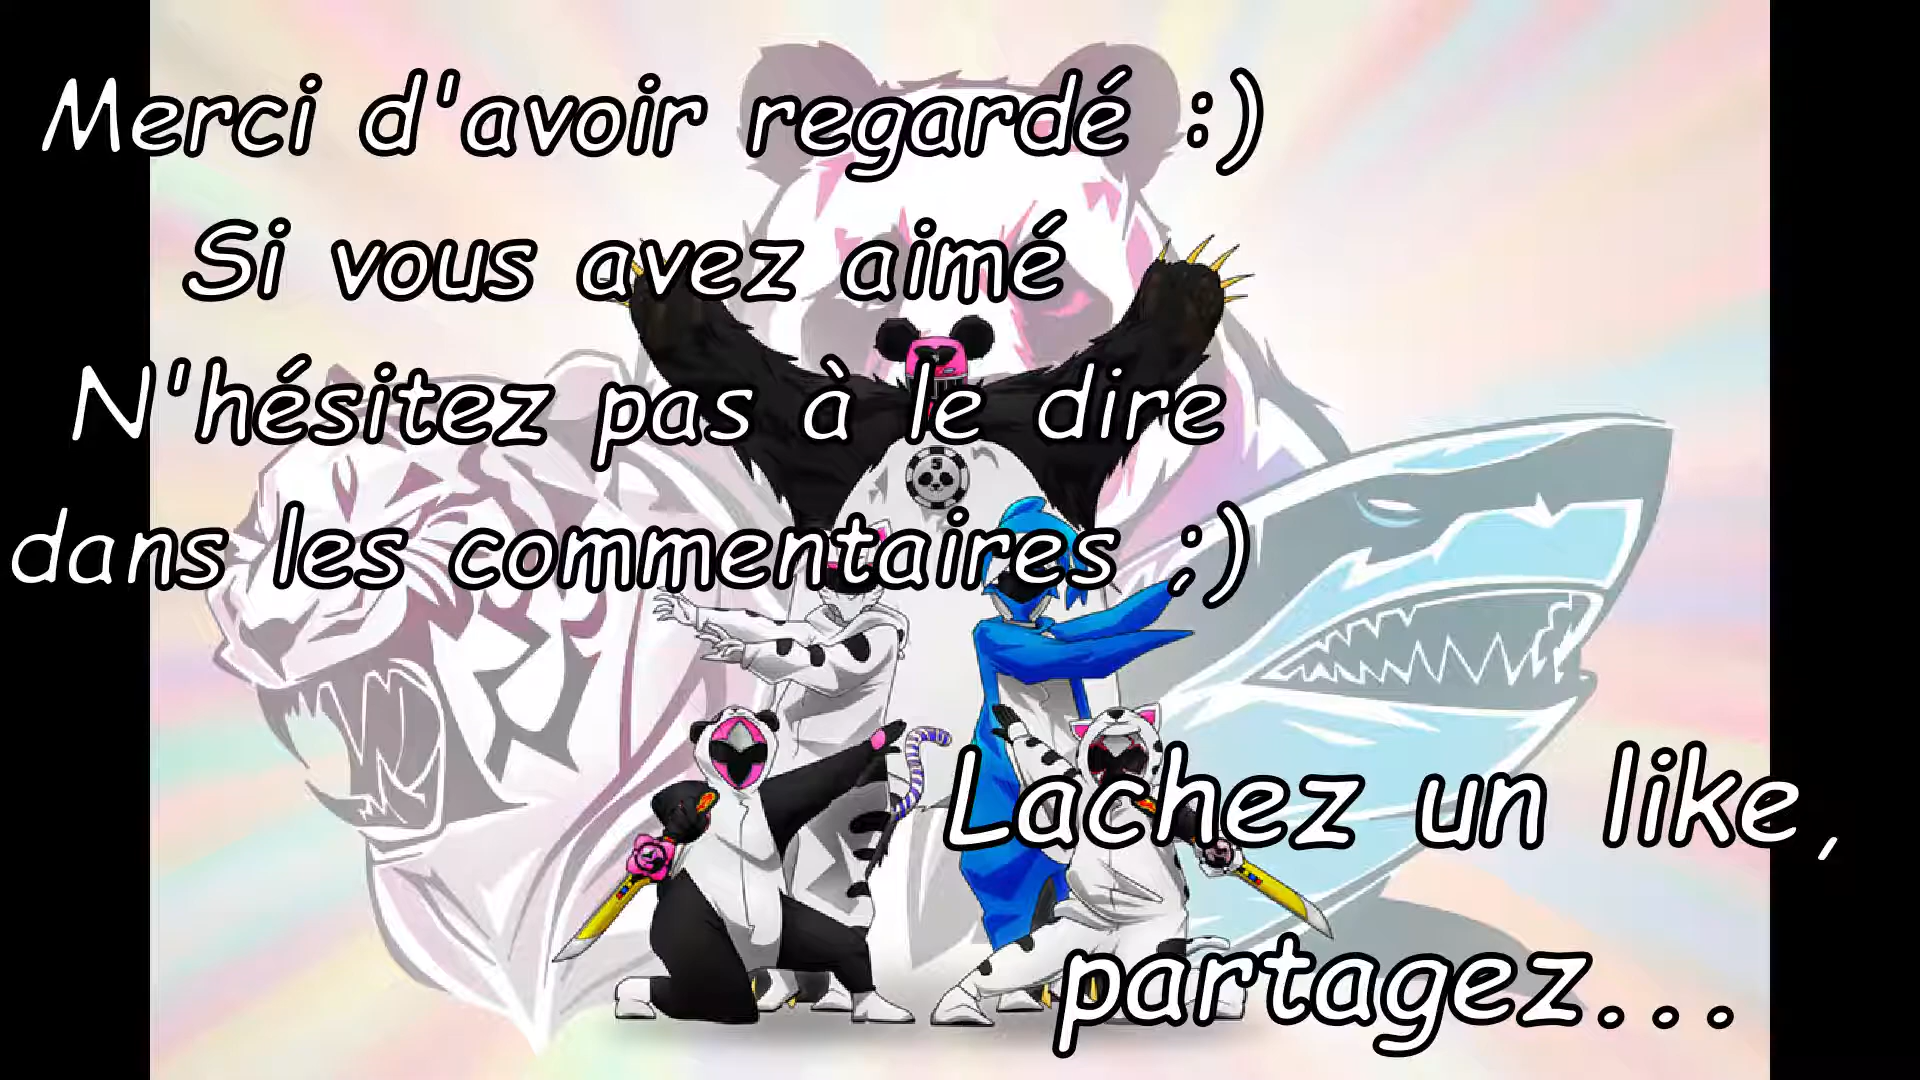 Merci d'avoir regardé :)
Si vous avez aimé
N'hésitez pas à le dire
dans les commentaires ;)
Lachez un like,
partagez...